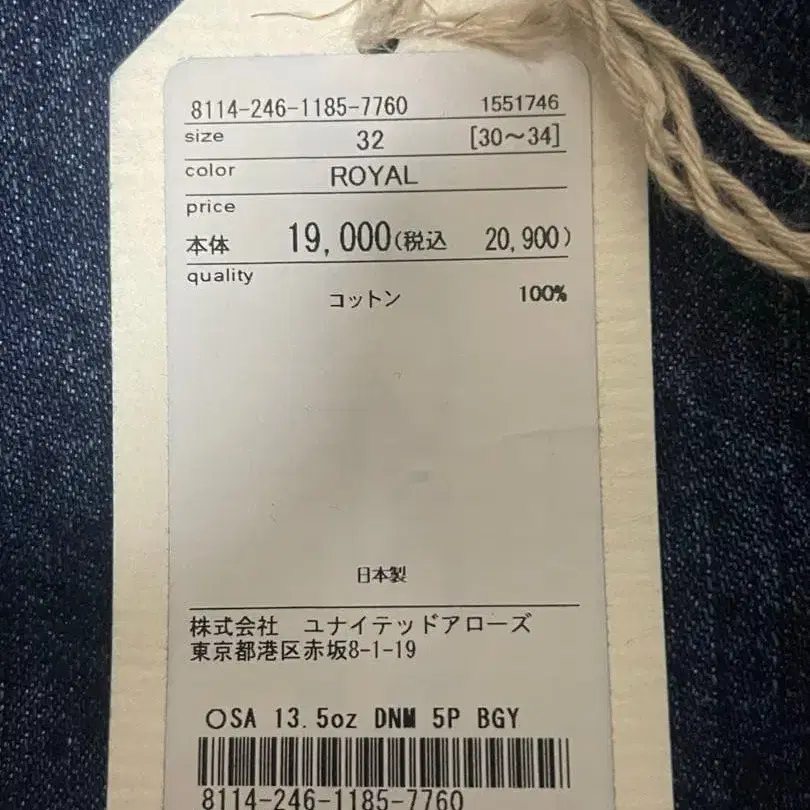 8114-246-1185-7760 1551746
size 32 [30～34]
color ROYAL
price
本体 19,000(税込 20,900)
quality
コットン 100%
日本製
株式会社 ユナイテッドアローズ
東京都港区赤坂8-1-19
○SA 13.5oz DNM 5P BGY
8114-246-1185-7760